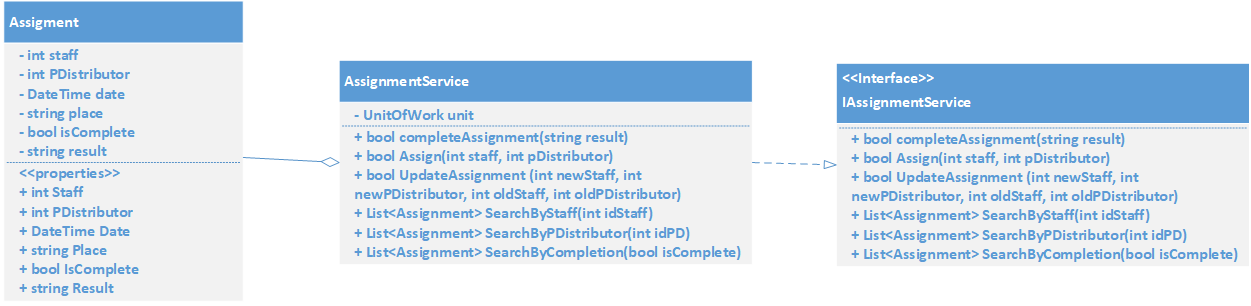 Assigment
- int staff
- int PDistributor
- DateTime date
- string place
- bool isComplete
- string result
<<properties>>
+ int Staff
+ int PDistributor
+ DateTime Date
+ string Place
+ bool IsComplete
+ string Result
AssignmentService
- UnitOfWork unit
+ bool completeAssignment(string result)
+ bool Assign(int staff, int pDistributor)
+ bool UpdateAssignment (int newStaff, int
newPDistributor, int oldStaff, int oldPDistributor)
+ List<Assignment> SearchByStaff(int idStaff)
+ List<Assignment> SearchByPDistributor(int idPD)
+ List<Assignment> SearchByCompletion(bool isComplete)
<<Interface>>
IAssignmentService
+ bool completeAssignment(string result)
+ bool Assign(int staff, int pDistributor)
+ bool UpdateAssignment (int newStaff, int
newPDistributor, int oldStaff, int oldPDistributor)
+ List<Assignment> SearchByStaff(int idStaff)
+ List<Assignment> SearchByPDistributor(int idPD)
+ List<Assignment> SearchByCompletion(bool isComplete)